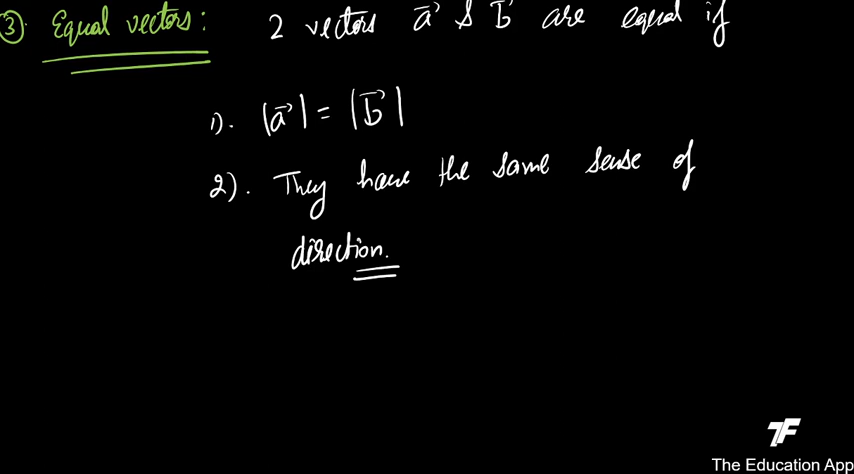 ③ Equal vectors: 2 vectors a⃗ & b⃗ are equal if
1). |a⃗| = |b⃗|
2). They have the same sense of
direction.
7F
The Education App